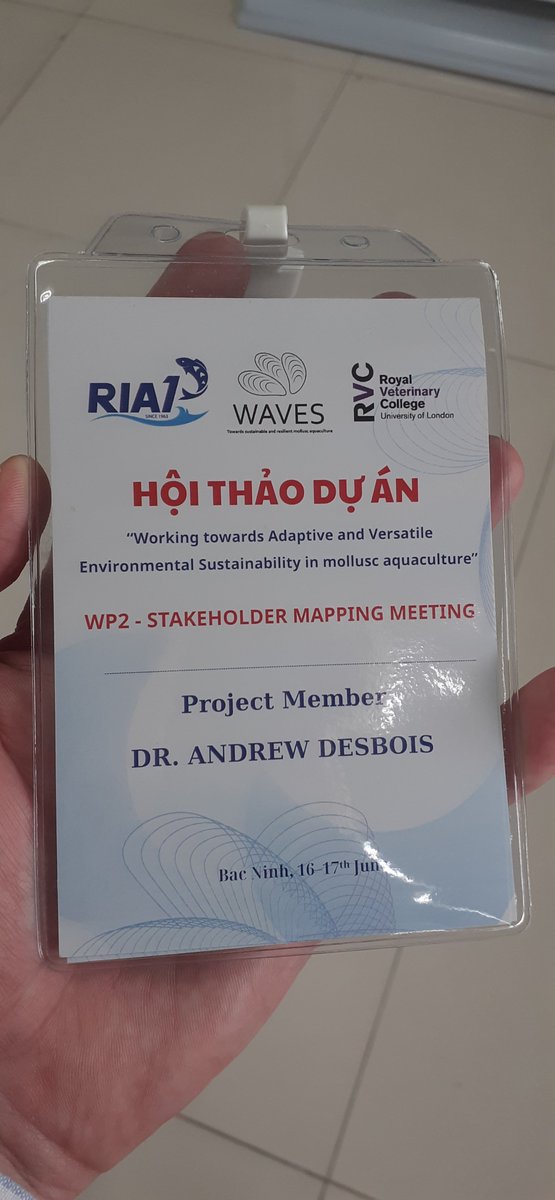 RIA1
SINCE 1963
WAVES
Towards sustainable and resilient mollusc aquaculture
RVC
Royal
Veterinary
College
University of London
HỘI THẢO DỰ ÁN
“Working towards Adaptive and Versatile
Environmental Sustainability in mollusc aquaculture”
WP2 - STAKEHOLDER MAPPING MEETING
Project Member
DR. ANDREW DESBOIS
Bac Ninh, 16-17th Jun